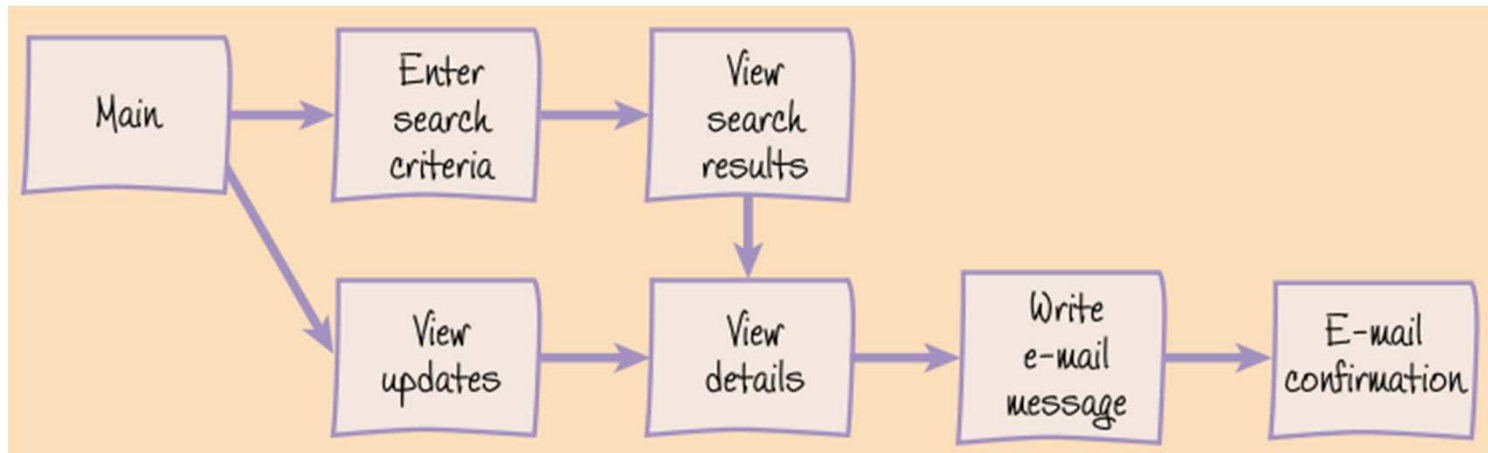 Main
Enter
search
criteria
View
search
results
View
updates
View
details
Write
e-mail
message
E-mail
confirmation